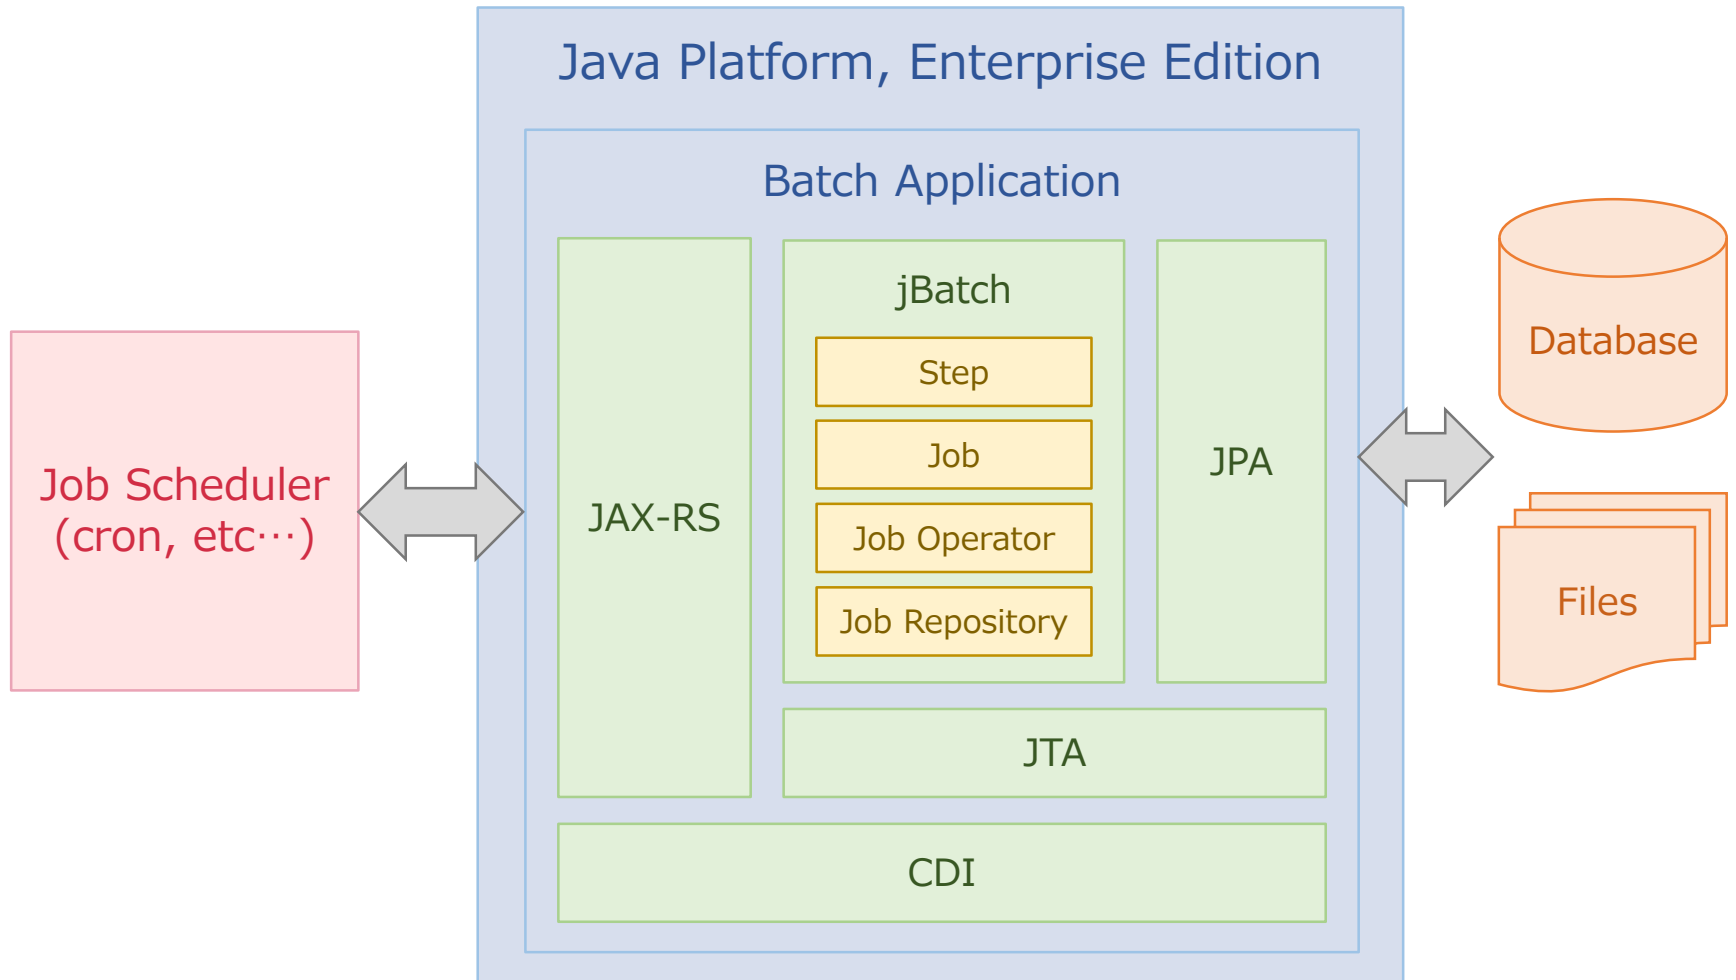 Java Platform, Enterprise Edition
Batch Application
Job Scheduler
(cron, etc…)
JAX-RS
jBatch
Step
Job
Job Operator
Job Repository
JPA
JTA
CDI
Database
Files